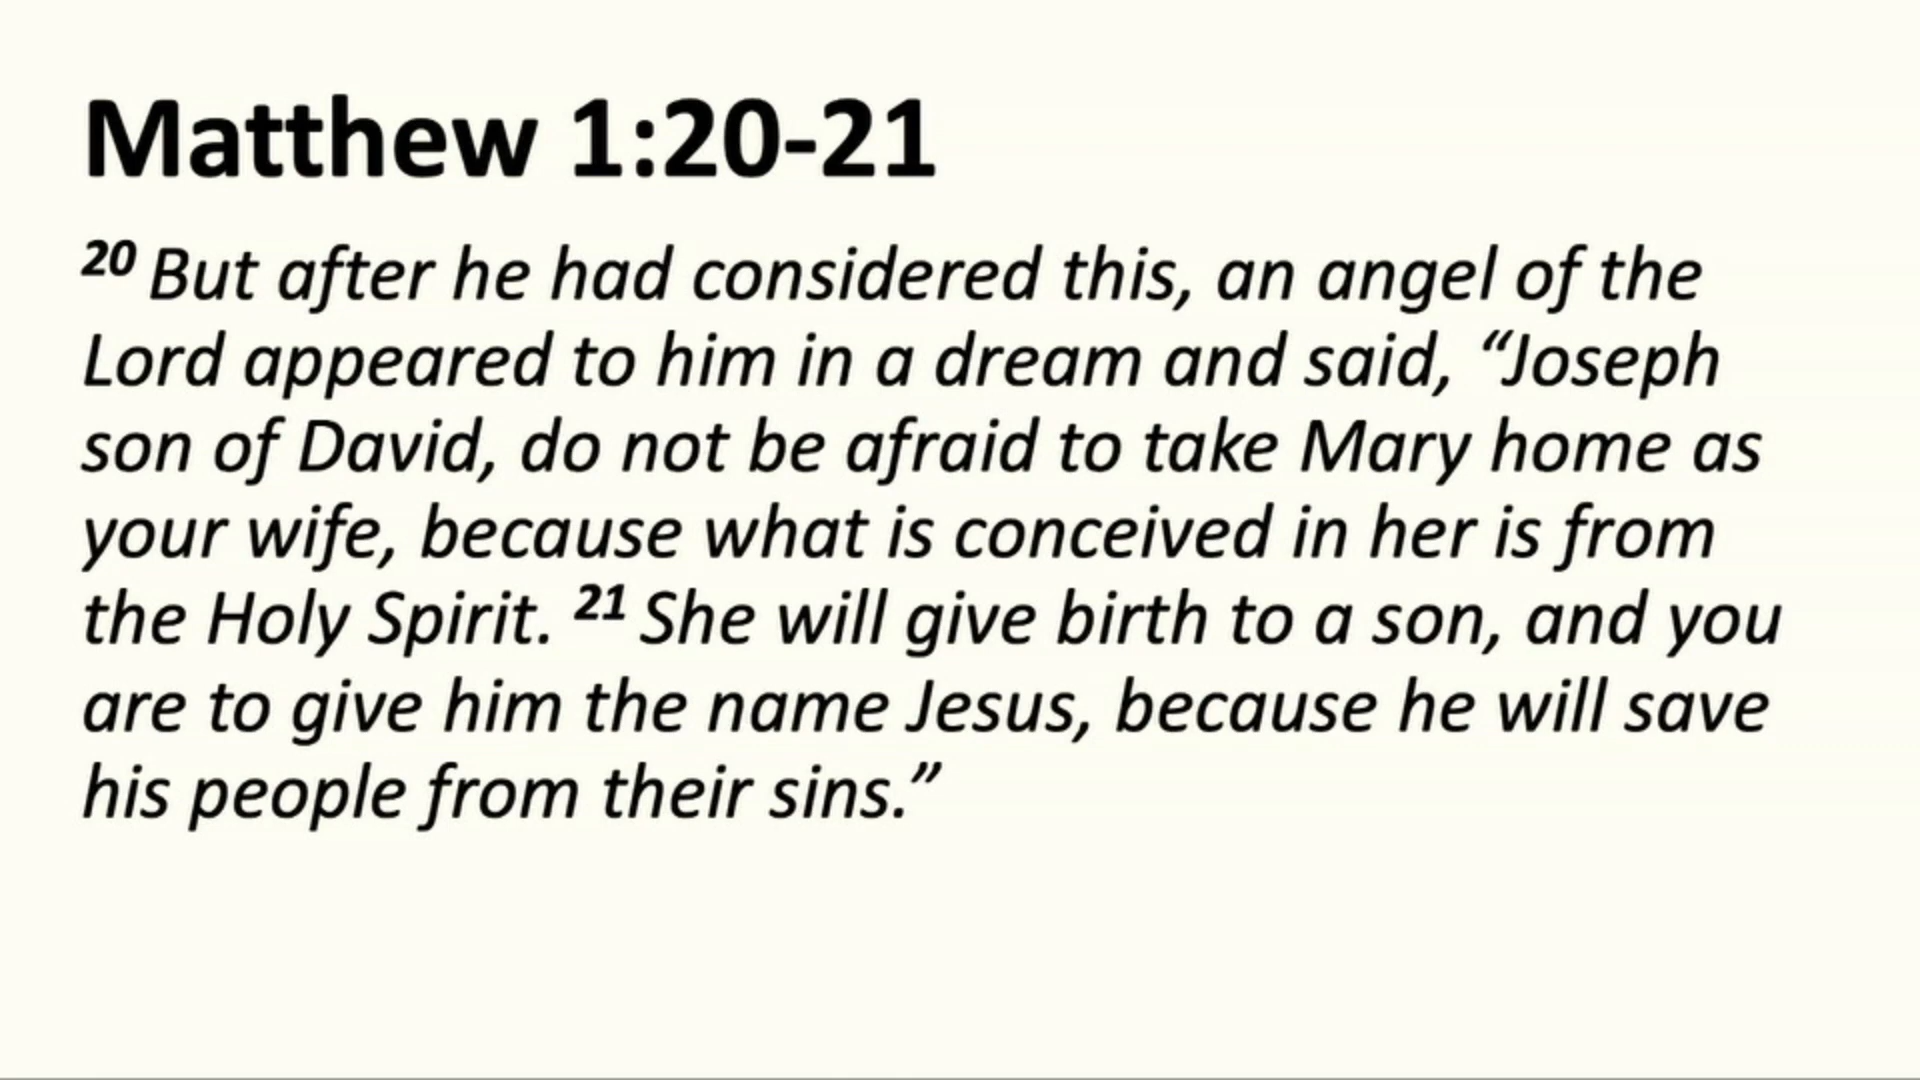 Matthew 1:20-21
20 But after he had considered this, an angel of the
Lord appeared to him in a dream and said, “Joseph
son of David, do not be afraid to take Mary home as
your wife, because what is conceived in her is from
the Holy Spirit. 21 She will give birth to a son, and you
are to give him the name Jesus, because he will save
his people from their sins.”